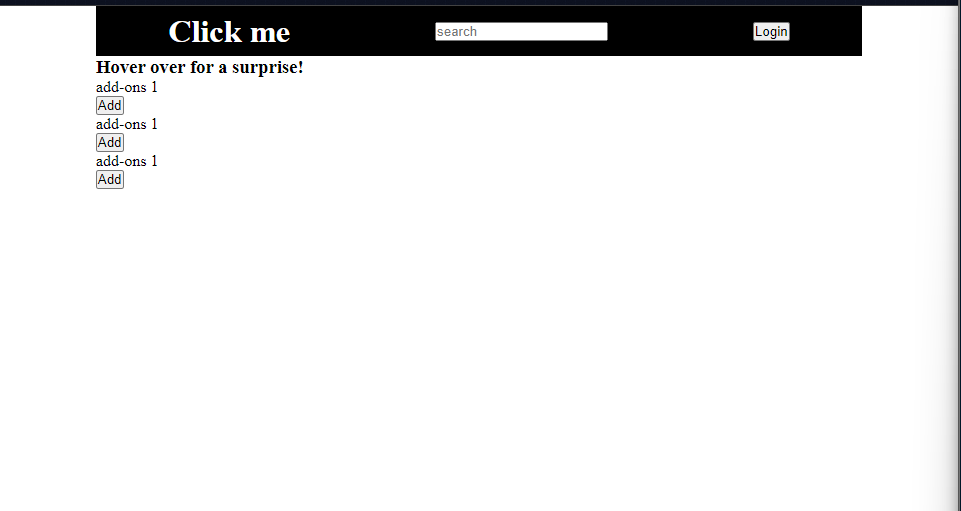 Click me search Login
Hover over for a surprise!
add-ons 1
Add
add-ons 1
Add
add-ons 1
Add